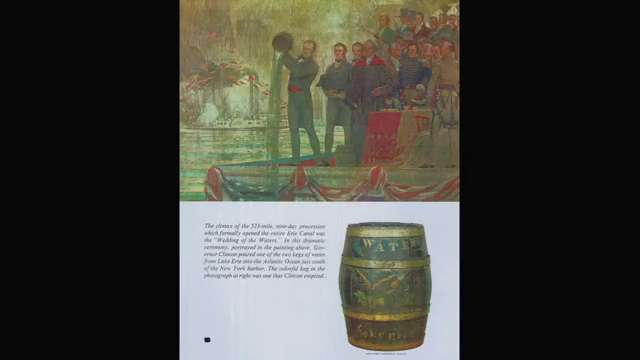 The climax of the 523-mile, nine-day procession
which formally opened the entire Erie Canal was
the "Wedding of the Waters." In this dramatic
ceremony, portrayed in the painting above, Gov-
ernor Clinton poured one of the two kegs of water
from Lake Erie into the Atlantic Ocean just south
of the New York harbor. The colorful keg in the
photograph at right was one that Clinton emptied.
WATER